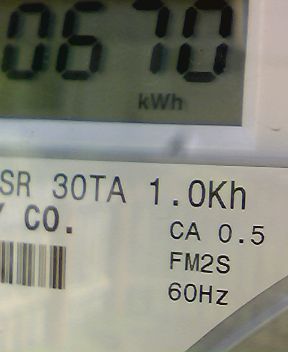 0670
kWh
SR 30TA 1.0Kh
Y CO.
CA 0.5
FM2S
60Hz